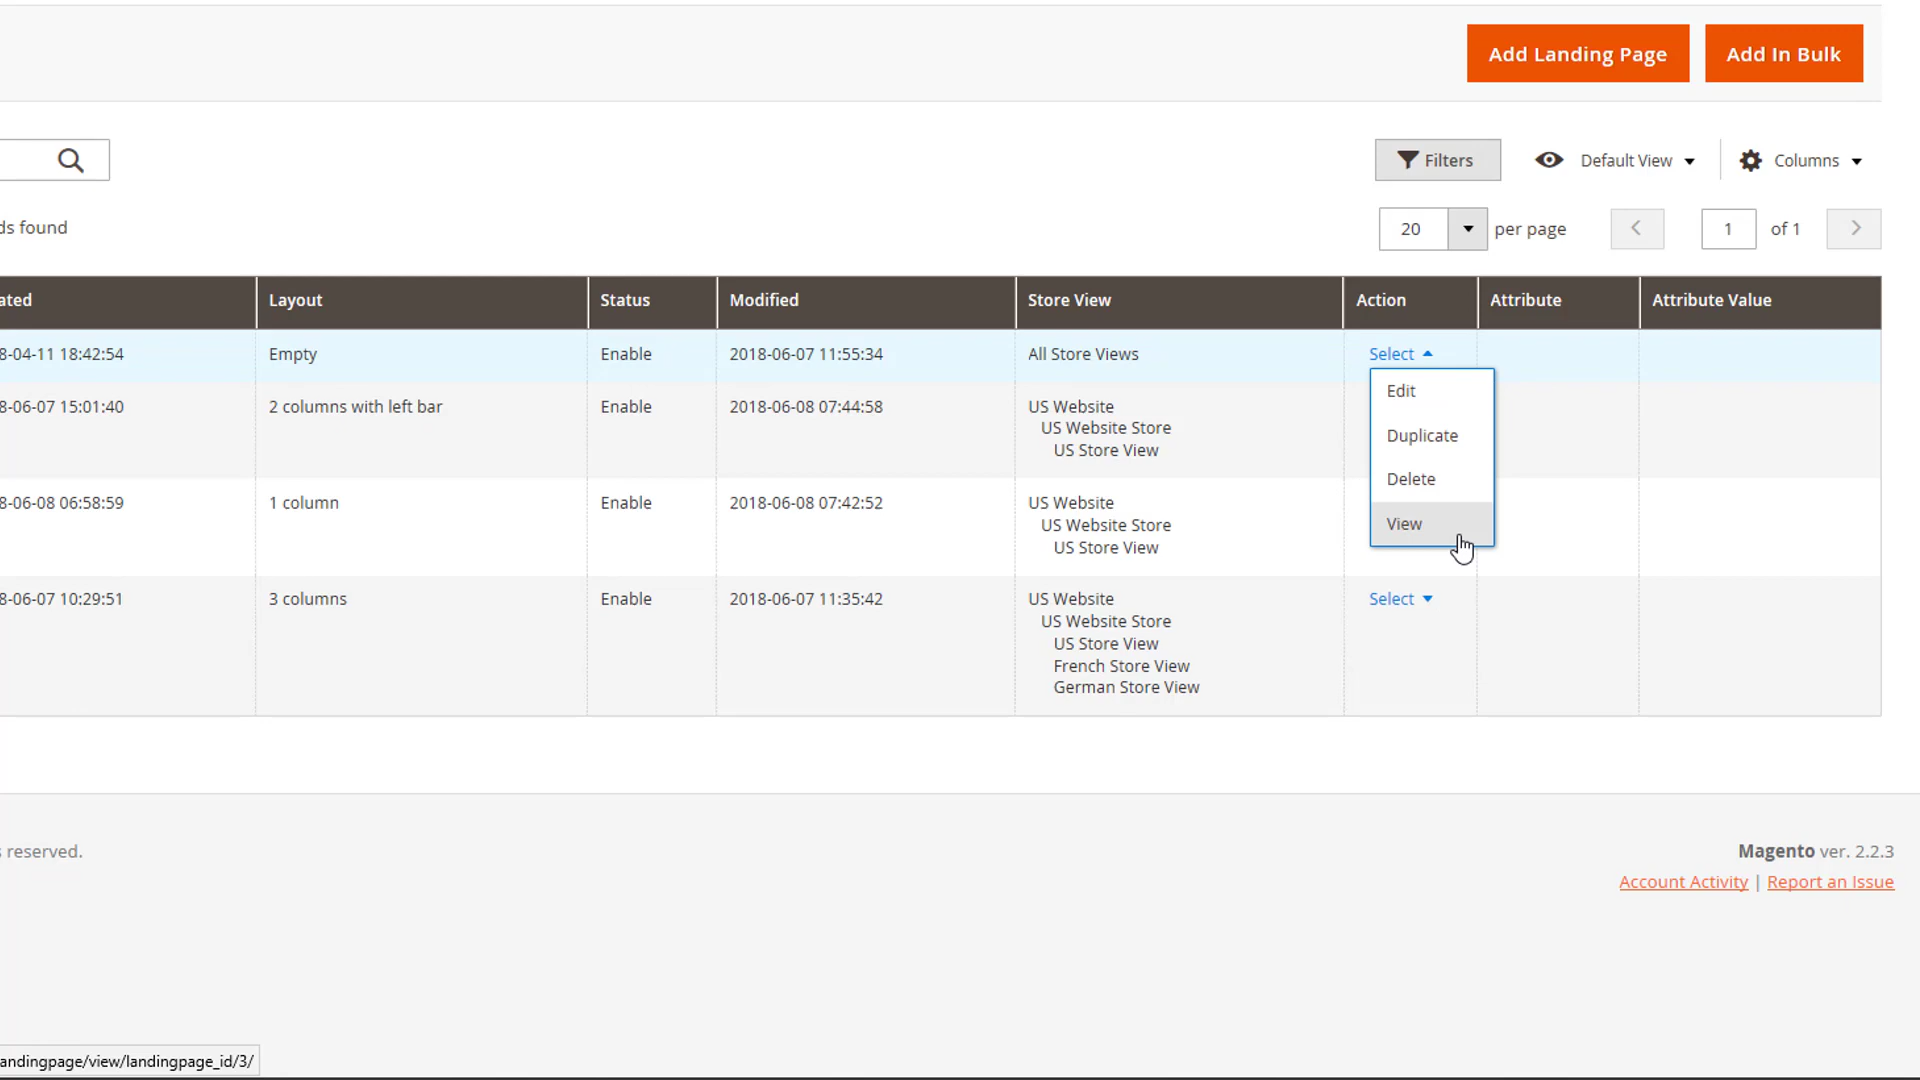 Add Landing Page Add In Bulk
Filters Default View Columns
ds found 20 per page 1 of 1
ated Layout Status Modified Store View Action Attribute Attribute Value
8-04-11 18:42:54 Empty Enable 2018-06-07 11:55:34 All Store Views Select
Edit
8-06-07 15:01:40 2 columns with left bar Enable 2018-06-08 07:44:58 US Website
US Website Store Duplicate
US Store View
Delete
8-06-08 06:58:59 1 column Enable 2018-06-08 07:42:52 US Website
US Website Store View
US Store View
8-06-07 10:29:51 3 columns Enable 2018-06-07 11:35:42 US Website Select
US Website Store
US Store View
French Store View
German Store View
s reserved. Magento ver. 2.2.3
Account Activity | Report an Issue
andingpage/view/landingpage_id/3/